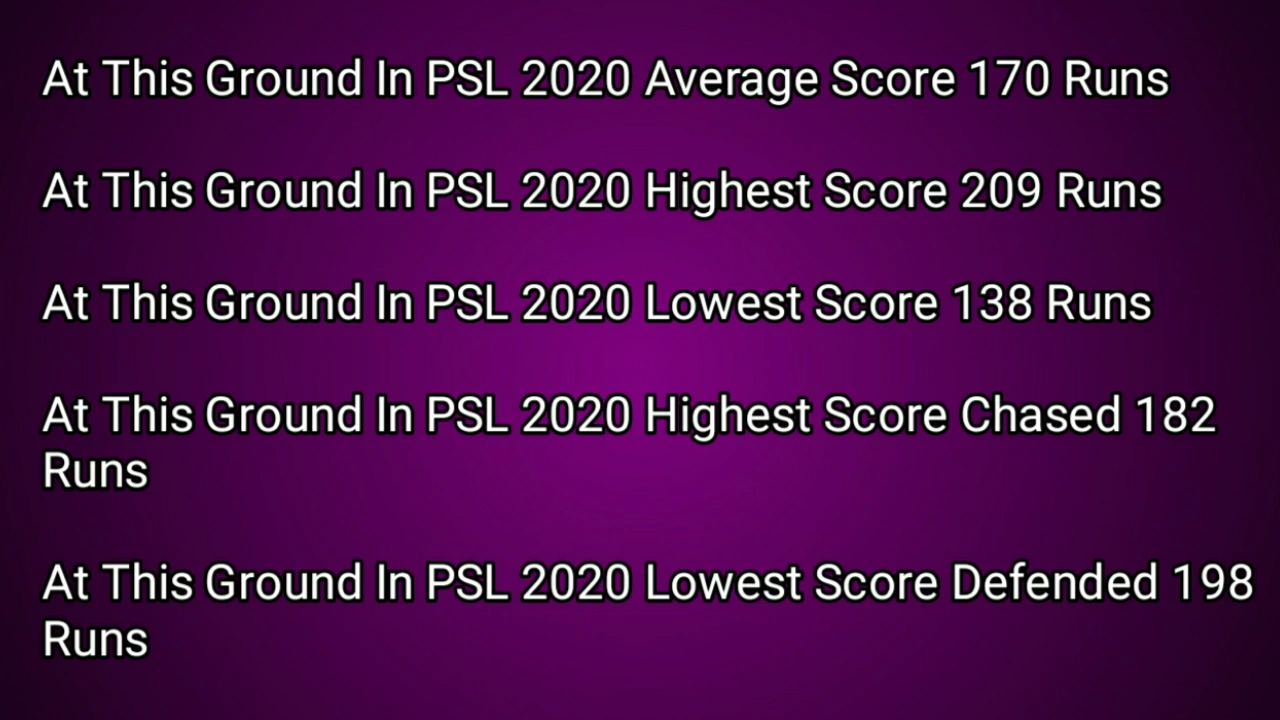 At This Ground In PSL 2020 Average Score 170 Runs
At This Ground In PSL 2020 Highest Score 209 Runs
At This Ground In PSL 2020 Lowest Score 138 Runs
At This Ground In PSL 2020 Highest Score Chased 182
Runs
At This Ground In PSL 2020 Lowest Score Defended 198
Runs